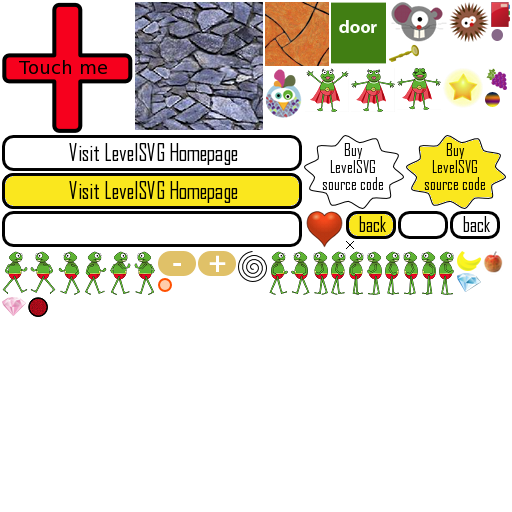 Touch me
door
Visit LevelSVG Homepage
Buy
LevelSVG
source code
Buy
LevelSVG
source code
Visit LevelSVG Homepage
back
back
-
+